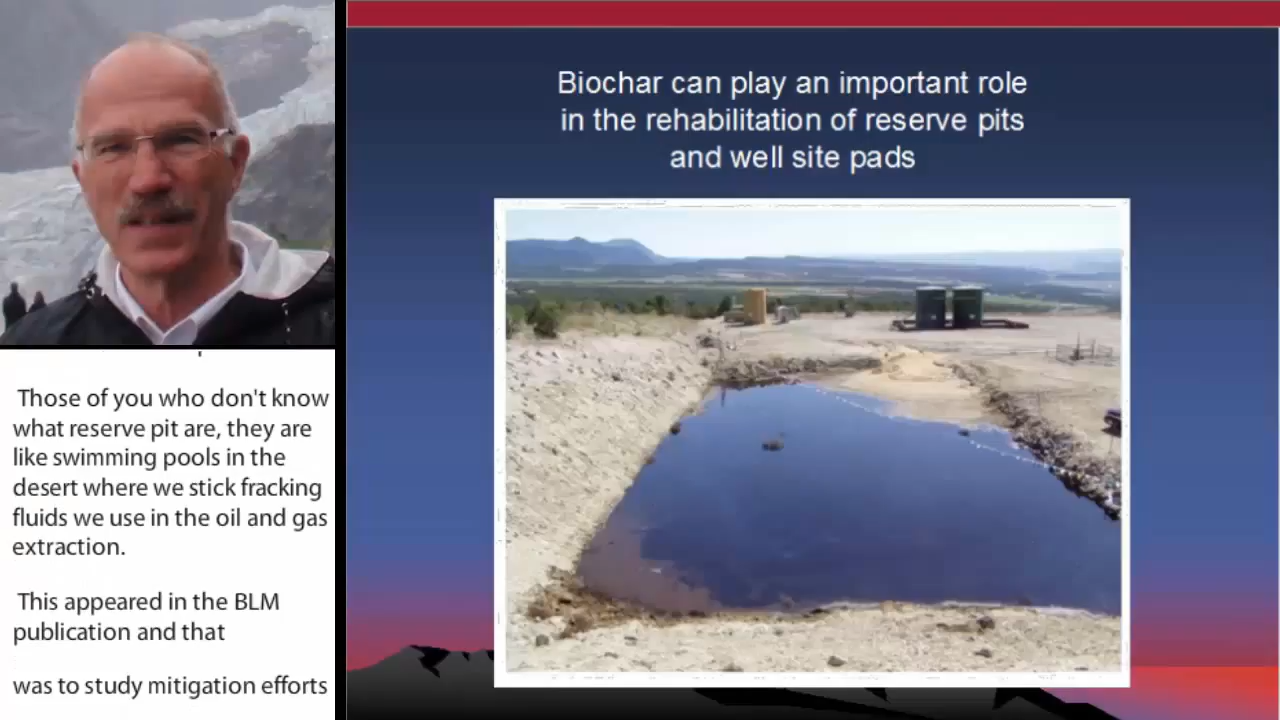 Biochar can play an important role
in the rehabilitation of reserve pits
and well site pads
Those of you who don't know
what reserve pit are, they are
like swimming pools in the
desert where we stick fracking
fluids we use in the oil and gas
extraction.
This appeared in the BLM
publication and that
was to study mitigation efforts